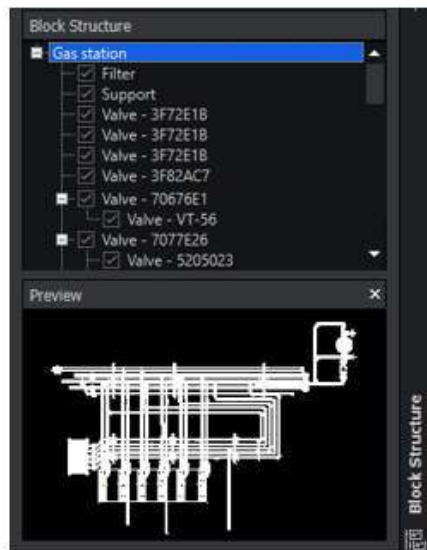 Block Structure
Gas station
Filter
Support
Valve - 3F72E1B
Valve - 3F72E1B
Valve - 3F72E1B
Valve - 3F82AC7
Valve - 70676E1
Valve - VT-56
Valve - 7077E26
Valve - 5205023
Preview
Block Structure